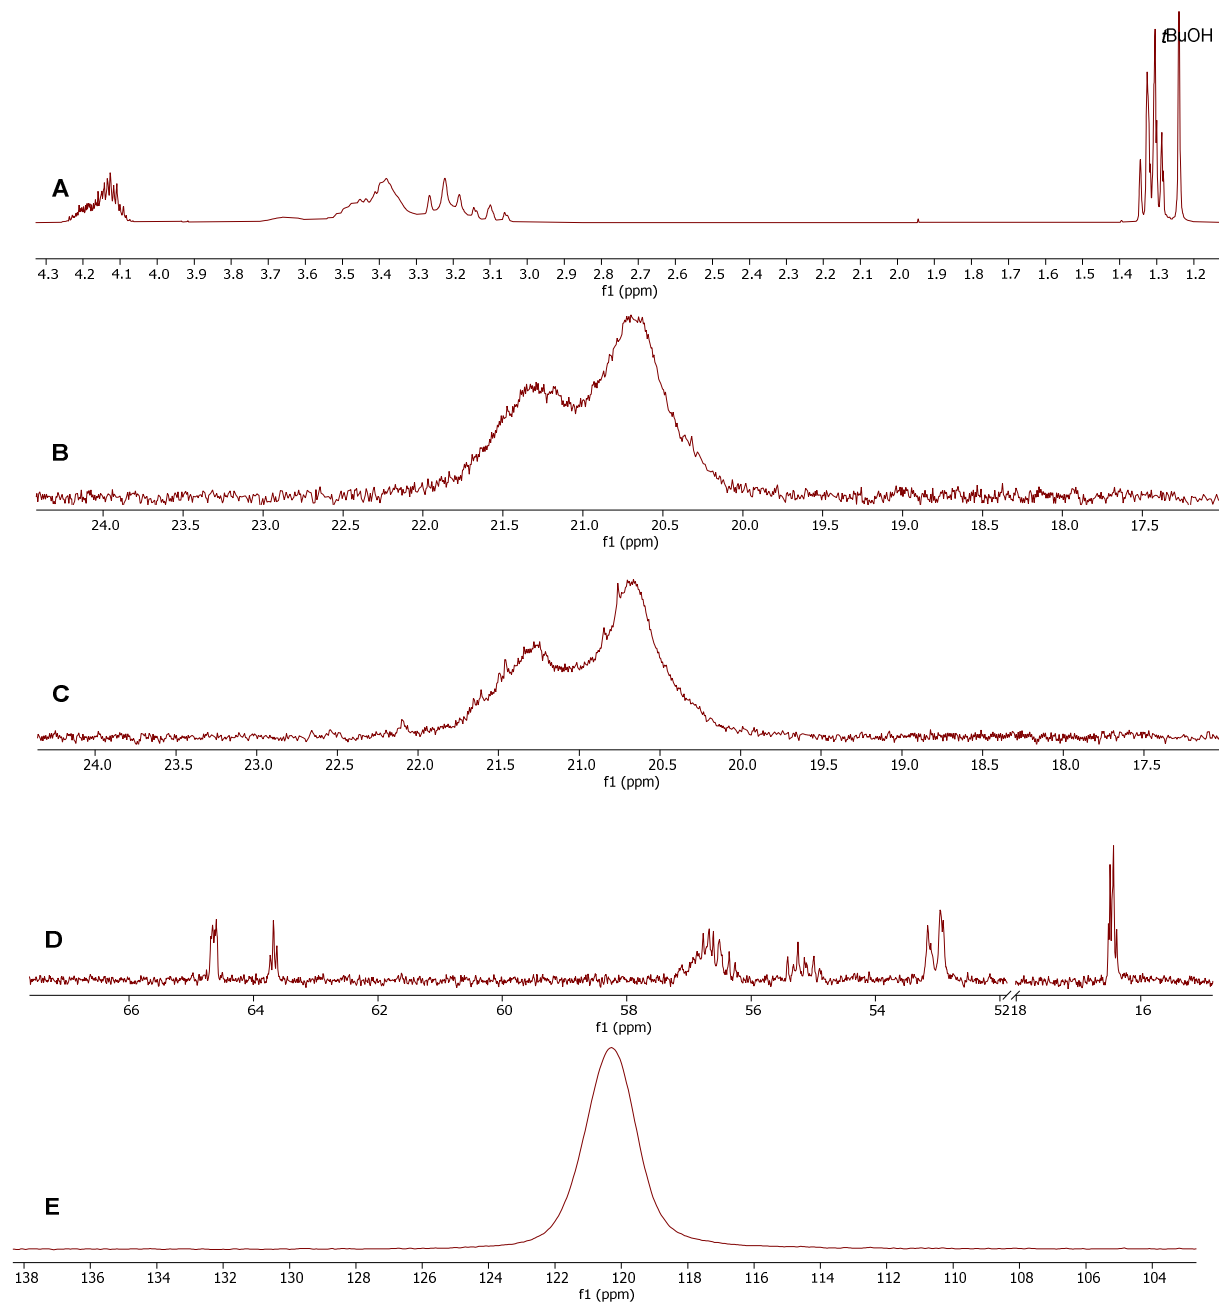 tBuOH
A
4.3 4.2 4.1 4.0 3.9 3.8 3.7 3.6 3.5 3.4 3.3 3.2 3.1 3.0 2.9 2.8 2.7 2.6 2.5 2.4 2.3 2.2 2.1 2.0 1.9 1.8 1.7 1.6 1.5 1.4 1.3 1.2
f1 (ppm)
B
24.0 23.5 23.0 22.5 22.0 21.5 21.0 20.5 20.0 19.5 19.0 18.5 18.0 17.5
f1 (ppm)
C
24.0 23.5 23.0 22.5 22.0 21.5 21.0 20.5 20.0 19.5 19.0 18.5 18.0 17.5
f1 (ppm)
D
66 64 62 60 58 56 54 52 18 16
f1 (ppm)
E
138 136 134 132 130 128 126 124 122 120 118 116 114 112 110 108 106 104
f1 (ppm)